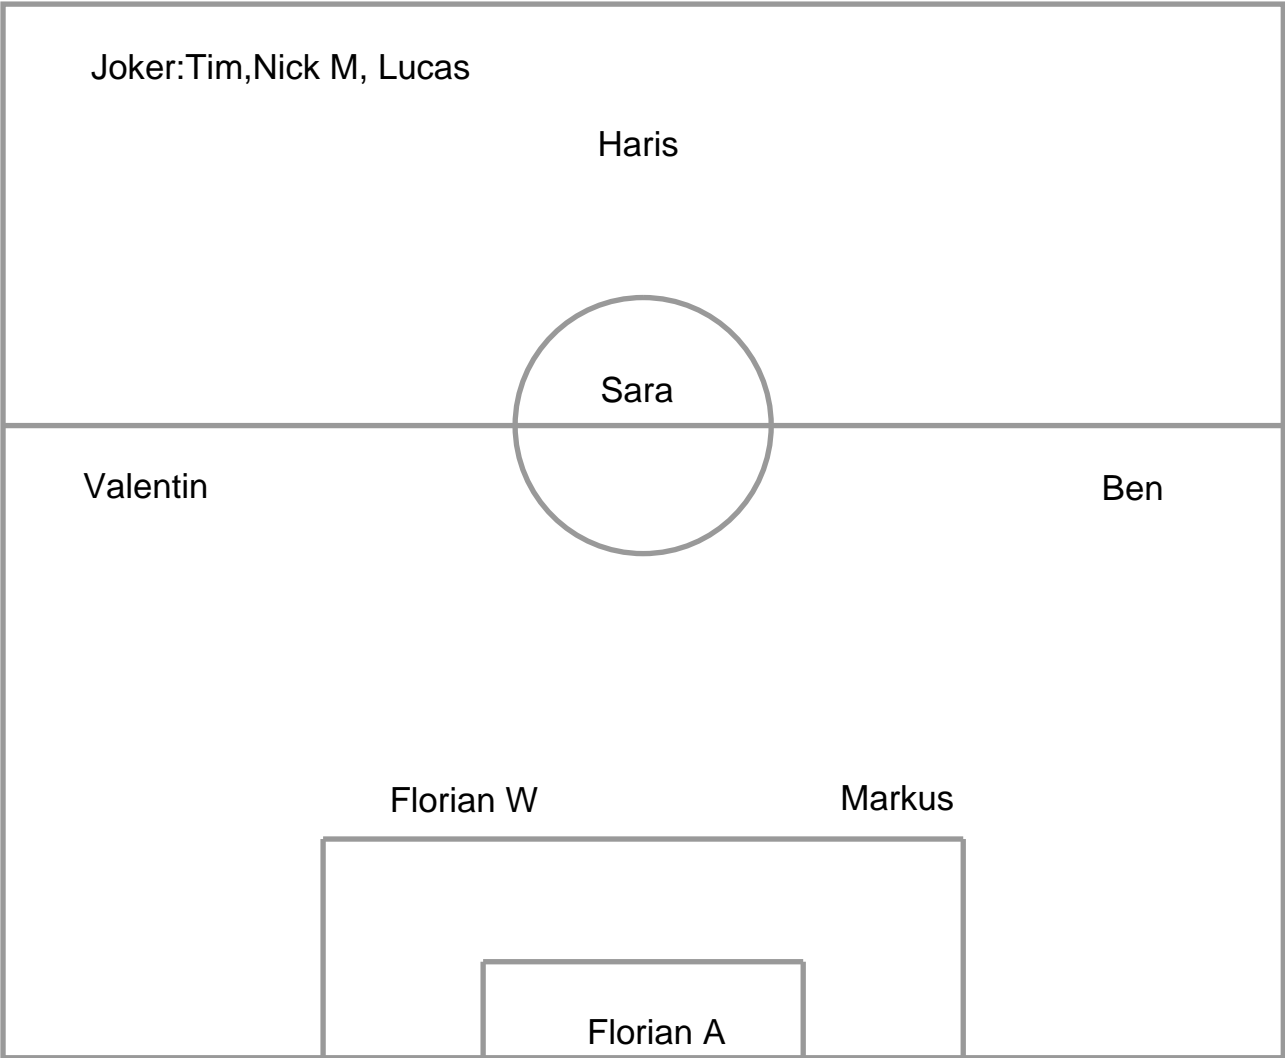 Joker:Tim,Nick M, Lucas
Haris
Sara
Valentin
Ben
Florian W
Markus
Florian A